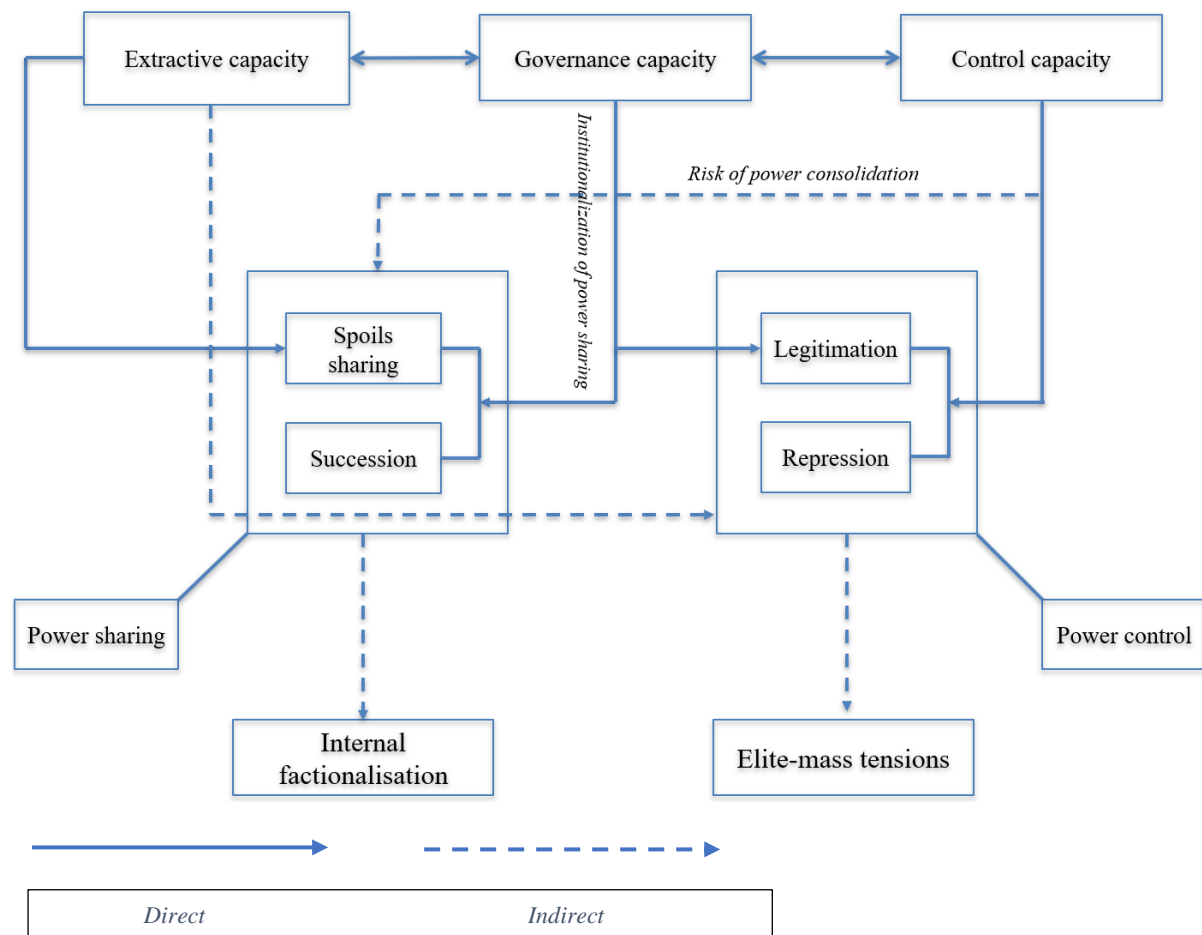 Extractive capacity
Governance capacity
Control capacity
Institutionalization of power sharing
Risk of power consolidation
Spoils
sharing
Legitimation
Succession
Repression
Power sharing
Power control
Internal
factionalisation
Elite-mass tensions
Direct
Indirect